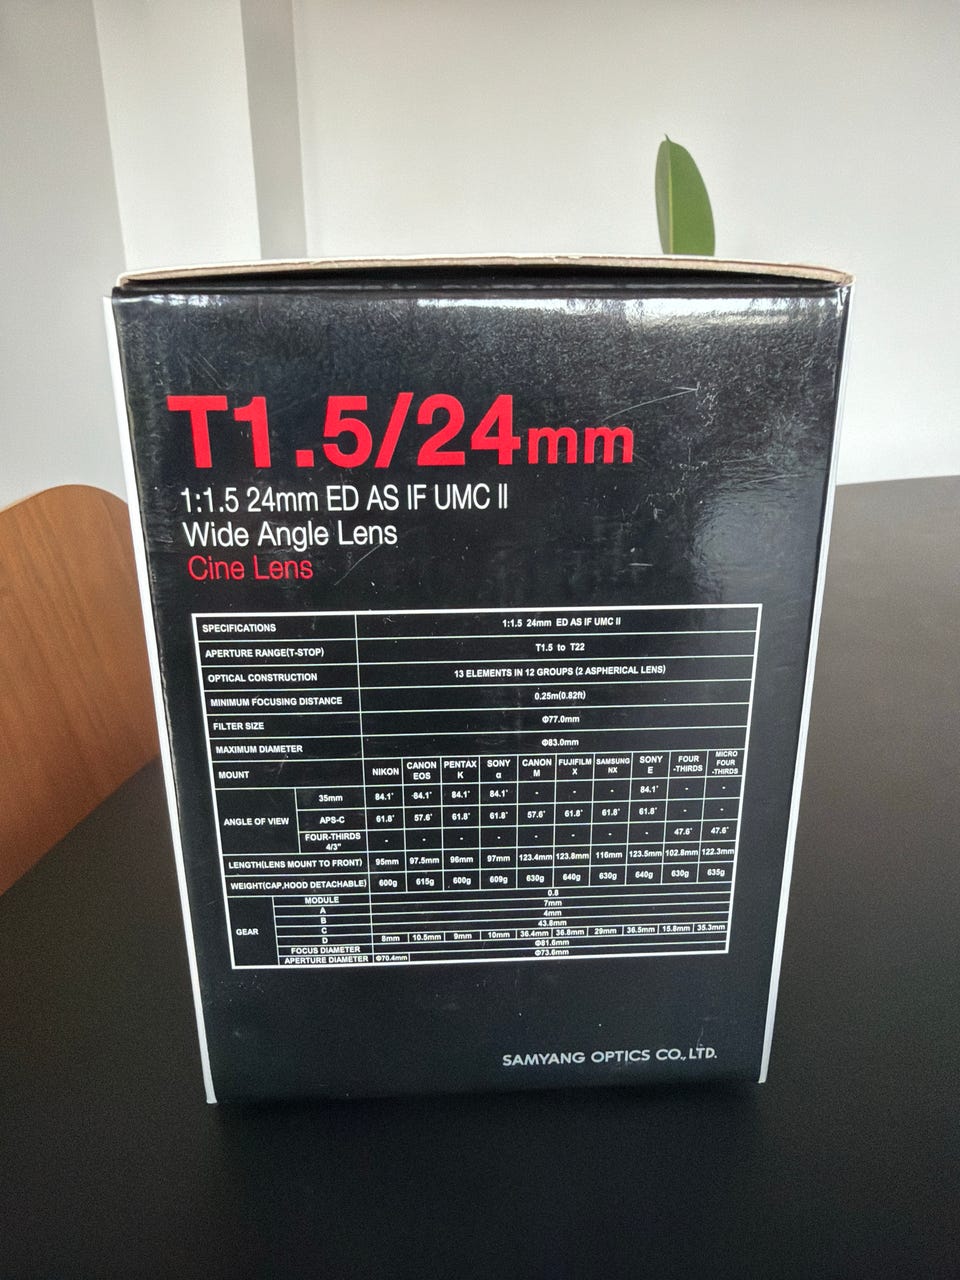 T1.5/24mm
1:1.5 24mm ED AS IF UMC II
Wide Angle Lens
Cine Lens
SPECIFICATIONS 1:1.5 24mm ED AS IF UMC II
APERTURE RANGE(T-STOP) T1.5 to T22
OPTICAL CONSTRUCTION 13 ELEMENTS IN 12 GROUPS (2 ASPHERICAL LENS)
MINIMUM FOCUSING DISTANCE 0.25m(0.82ft)
FILTER SIZE Φ77.0mm
MAXIMUM DIAMETER Φ83.0mm
MOUNT NIKON CANON EOS PENTAX K SONY α CANON M FUJIFILM X SAMSUNG NX SONY E FOUR -THIRDS MICRO FOUR -THIRDS
ANGLE OF VIEW 35mm 84.1˚ 84.1˚ 84.1˚ 84.1˚ - - - 84.1˚ - -
APS-C 61.8˚ 57.6˚ 61.8˚ 61.8˚ 57.6˚ 61.8˚ 61.8˚ 61.8˚ - -
FOUR-THIRDS 4/3" - - - - - - - - 47.6˚ 47.6˚
LENGTH(LENS MOUNT TO FRONT) 95mm 97.5mm 96mm 97mm 123.4mm 123.8mm 116mm 123.5mm 102.8mm 122.3mm
WEIGHT(CAP,HOOD DETACHABLE) 600g 615g 600g 609g 630g 640g 630g 640g 630g 635g
GEAR MODULE 0.8
A 7mm
B 4mm
C 43.8mm
D 8mm 10.5mm 9mm 10mm 36.4mm 36.8mm 29mm 36.5mm 15.8mm 35.3mm
FOCUS DIAMETER Φ81.6mm
APERTURE DIAMETER Φ70.4mm Φ73.6mm
SAMYANG OPTICS CO., LTD.